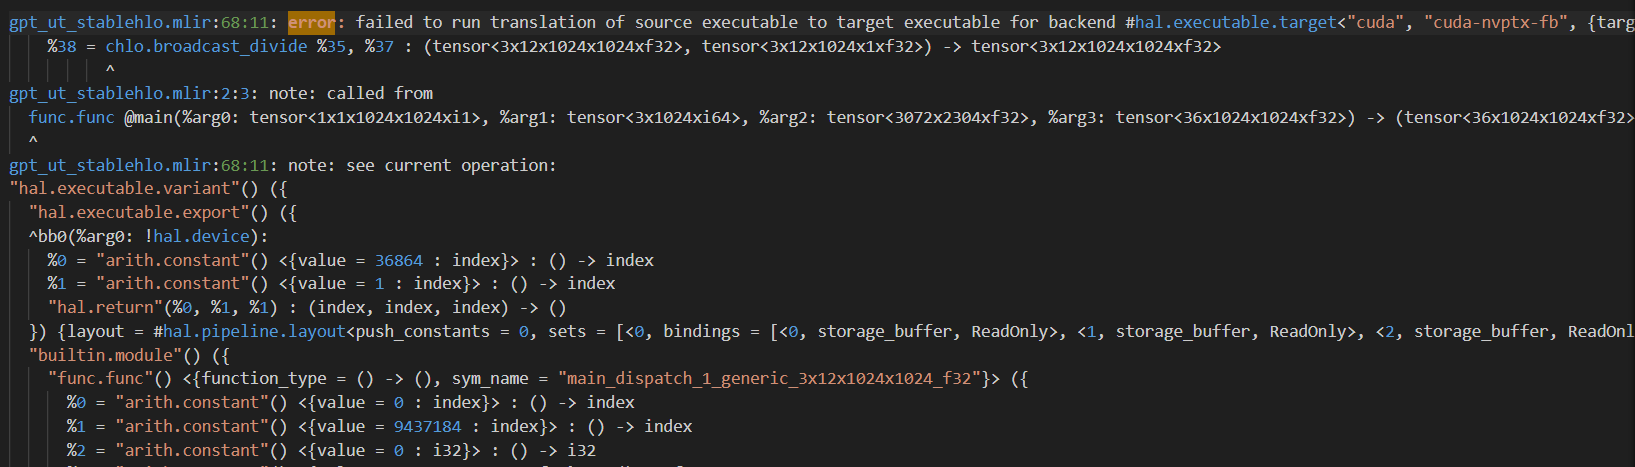 gpt_ut_stablehlo.mlir:68:11: error: failed to run translation of source executable to target executable for backend #hal.executable.target<"cuda", "cuda-nvptx-fb", {targ
%38 = chlo.broadcast_divide %35, %37 : (tensor<3x12x1024x1024xf32>, tensor<3x12x1024x1xf32>) -> tensor<3x12x1024x1024xf32>
^
gpt_ut_stablehlo.mlir:2:3: note: called from
func.func @main(%arg0: tensor<1x1x1024x1024xi1>, %arg1: tensor<3x1024xi64>, %arg2: tensor<3072x2304xf32>, %arg3: tensor<36x1024x1024xf32>) -> (tensor<36x1024x1024xf32>
^
gpt_ut_stablehlo.mlir:68:11: note: see current operation:
"hal.executable.variant"() ({
"hal.executable.export"() ({
^bb0(%arg0: !hal.device):
%0 = "arith.constant"() <{value = 36864 : index}> : () -> index
%1 = "arith.constant"() <{value = 1 : index}> : () -> index
"hal.return"(%0, %1, %1) : (index, index, index) -> ()
}) {layout = #hal.pipeline.layout<push_constants = 0, sets = [<0, bindings = [<0, storage_buffer, ReadOnly>, <1, storage_buffer, ReadOnly>, <2, storage_buffer, ReadOnl
"builtin.module"() ({
"func.func"() <{function_type = () -> (), sym_name = "main_dispatch_1_generic_3x12x1024x1024_f32"}> ({
%0 = "arith.constant"() <{value = 0 : index}> : () -> index
%1 = "arith.constant"() <{value = 9437184 : index}> : () -> index
%2 = "arith.constant"() <{value = 0 : i32}> : () -> i32